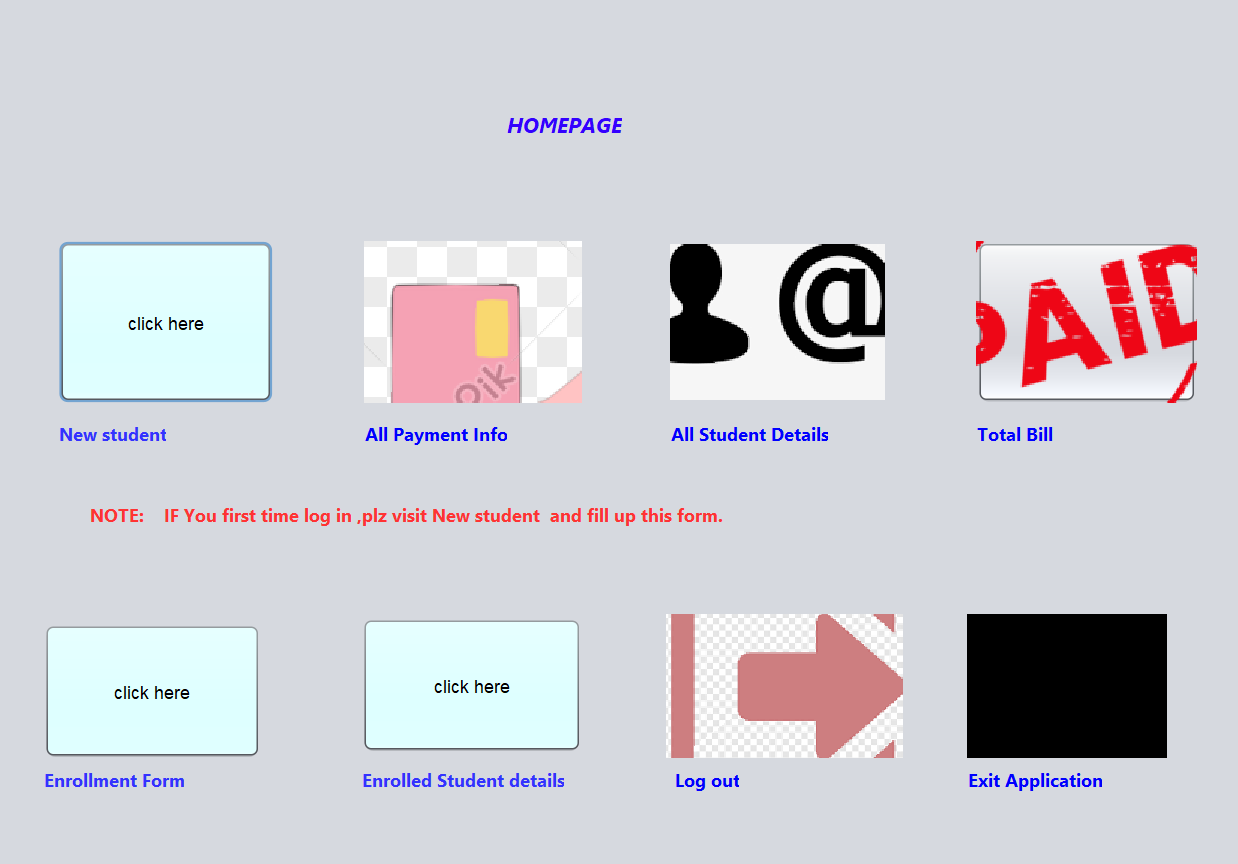 HOMEPAGE
click here
@
PAID
New student
All Payment Info
All Student Details
Total Bill
NOTE: IF You first time log in ,plz visit New student and fill up this form.
click here
click here
Enrollment Form
Enrolled Student details
Log out
Exit Application